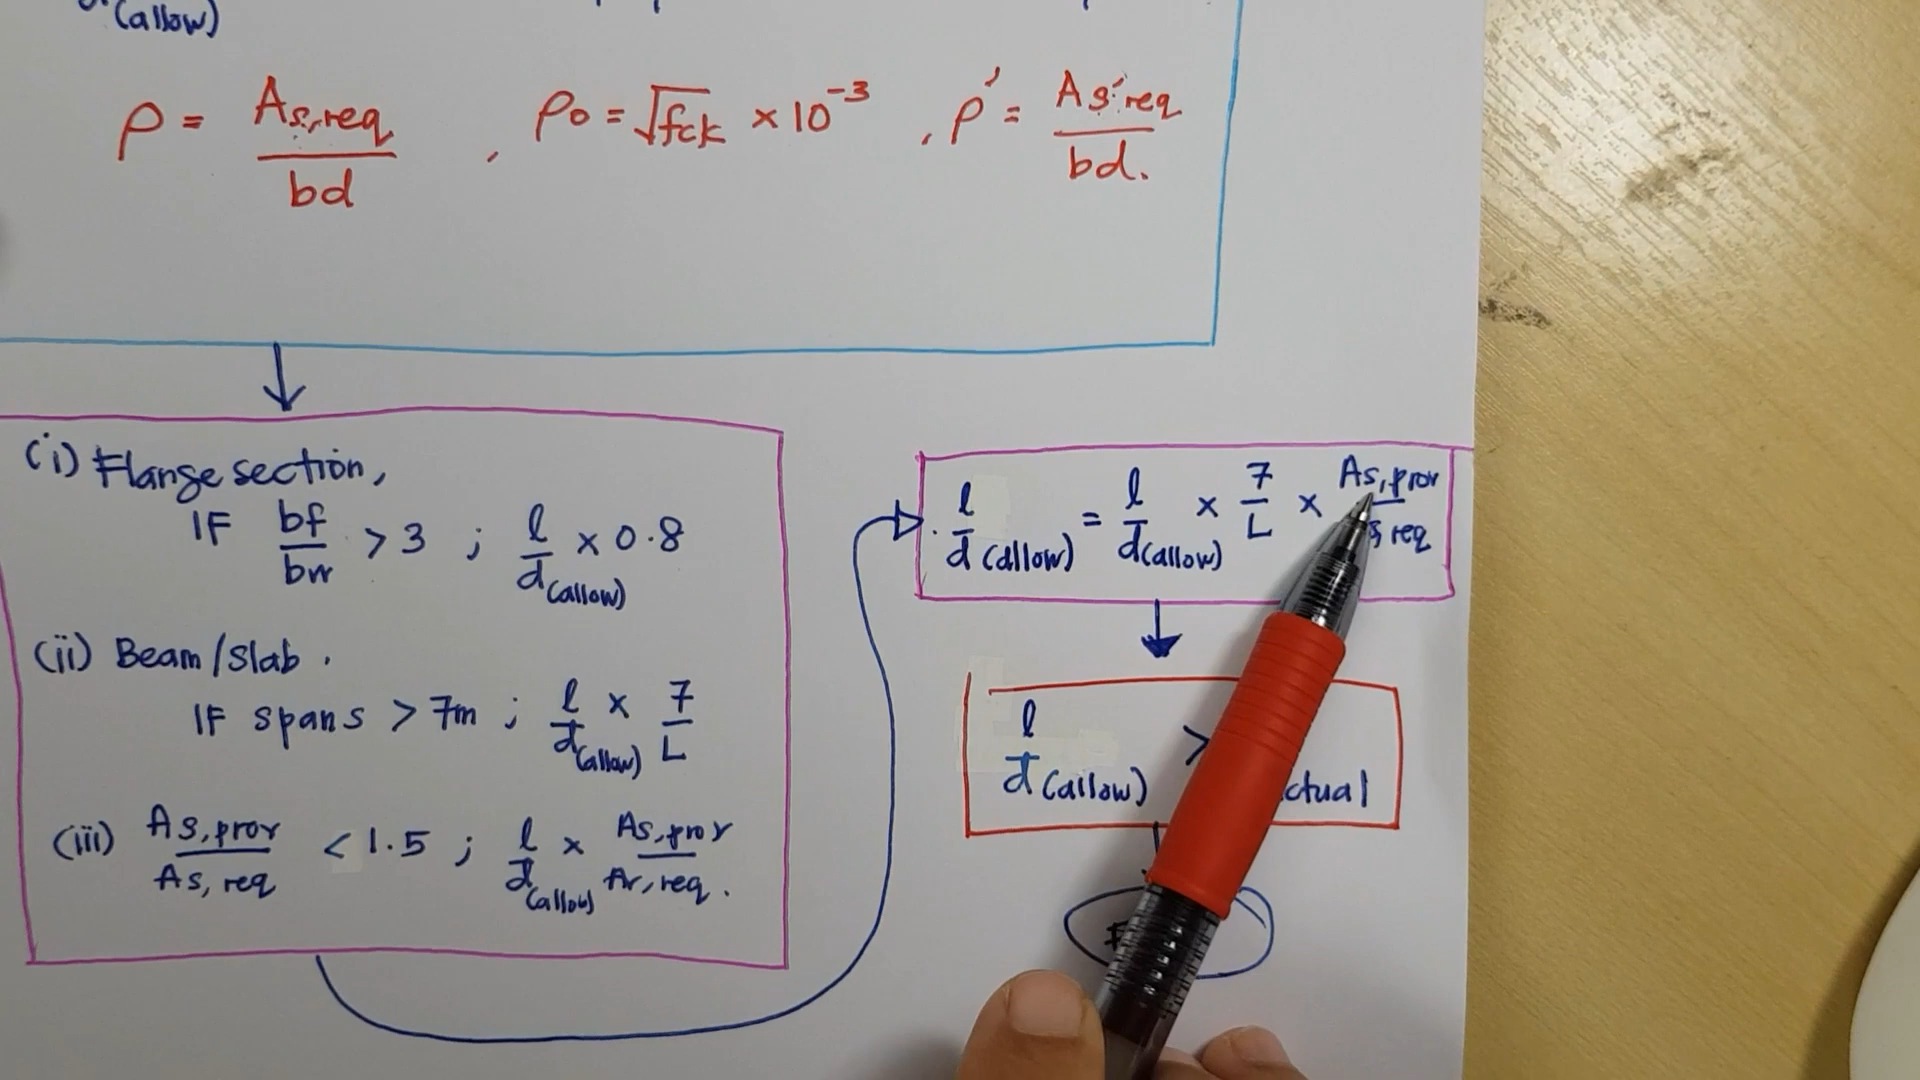 (allow)
ρ = As,req / bd , ρo = √fck × 10^-3 , ρ' = As'req / bd.
(i) Flange section,
IF bf / bw > 3 ; l / d (allow) × 0.8
(ii) Beam/slab.
IF spans > 7m ; l / d (allow) × 7 / L
(iii) As,prov / As,req < 1.5 ; l / d (allow) × As,prov / As,req.
l / d (allow) = l / d (allow) × 7 / L × As,prov / s req
l / d (allow) > ctual